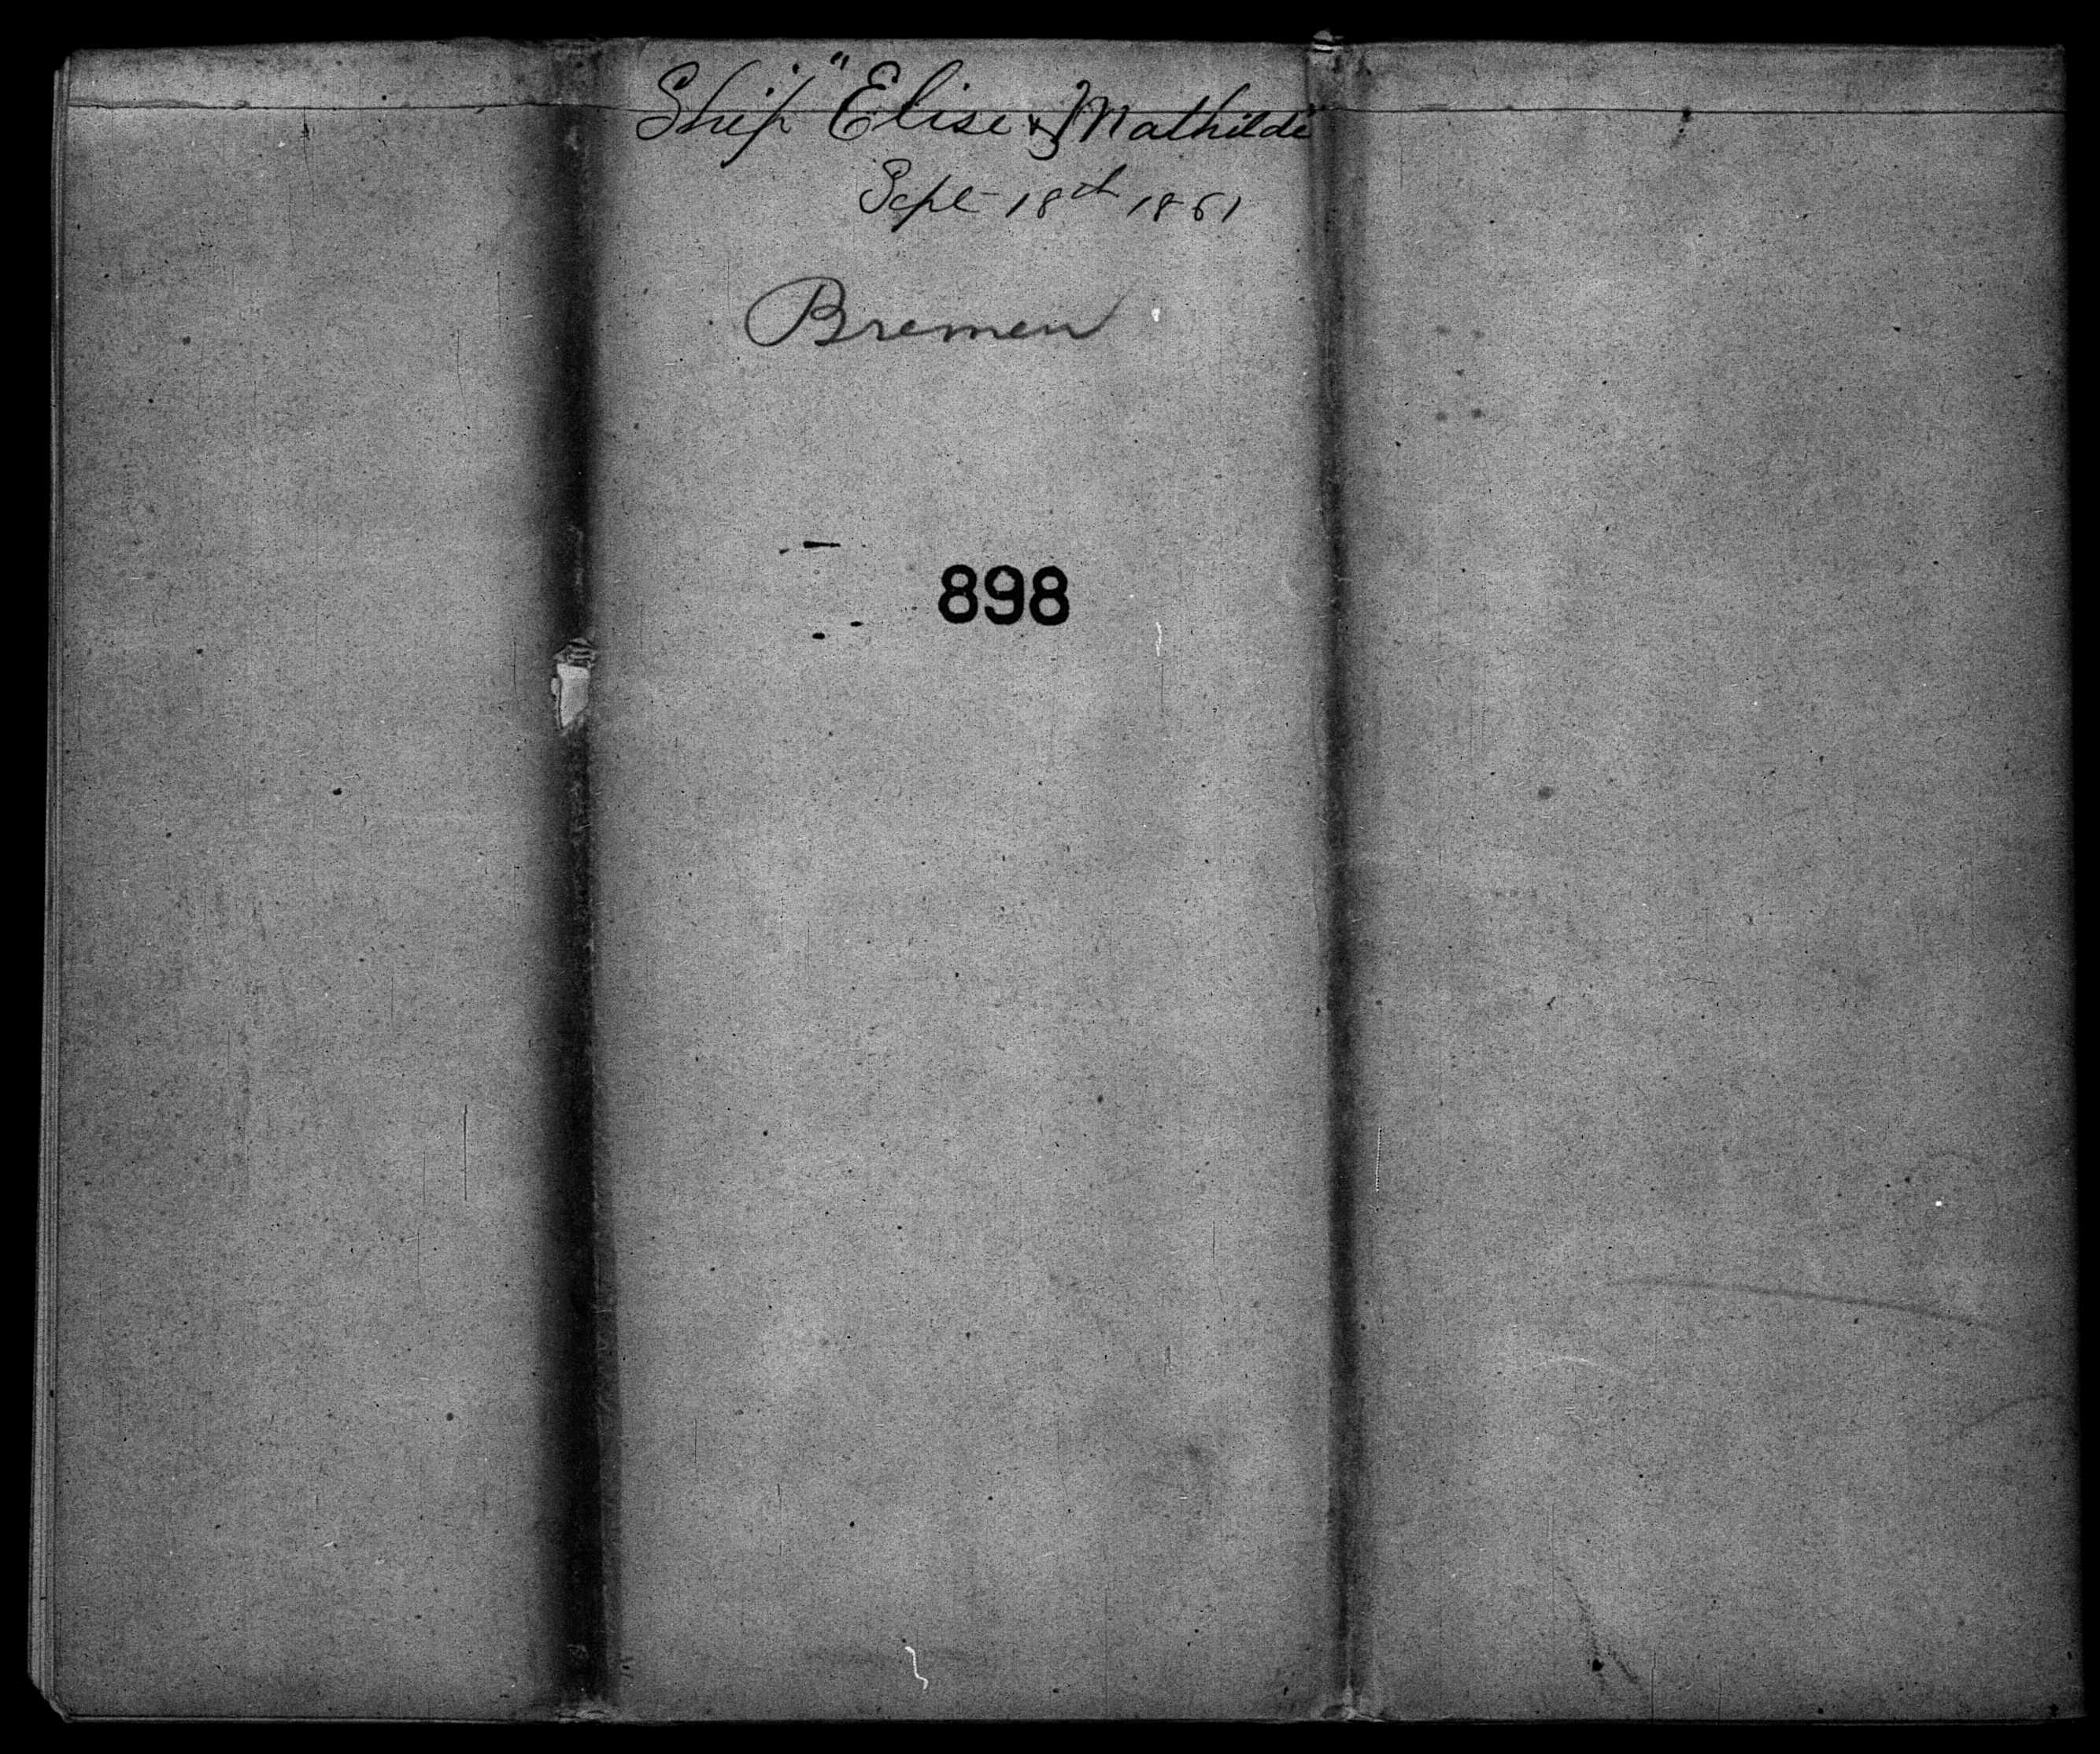 Ship "Elise & Mathilde
Sept- 18th 1861
Bremen
898